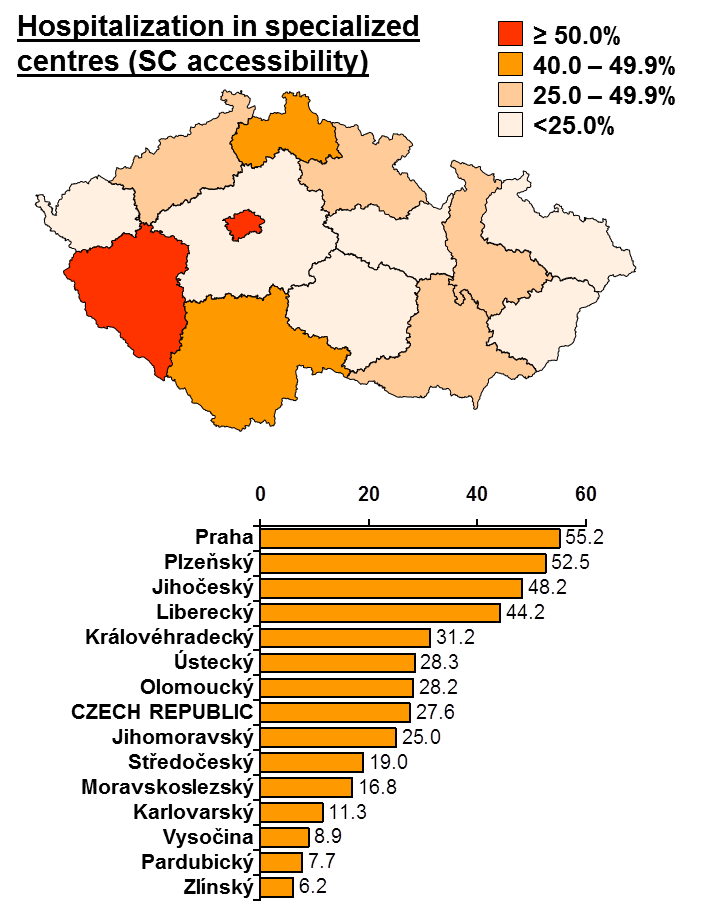 Hospitalization in specialized
centres (SC accessibility)
≥ 50.0%
40.0 – 49.9%
25.0 – 49.9%
<25.0%
0 20 40 60
Praha 55.2
Plzeňský 52.5
Jihočeský 48.2
Liberecký 44.2
Královéhradecký 31.2
Ústecký 28.3
Olomoucký 28.2
CZECH REPUBLIC 27.6
Jihomoravský 25.0
Středočeský 19.0
Moravskoslezský 16.8
Karlovarský 11.3
Vysočina 8.9
Pardubický 7.7
Zlínský 6.2